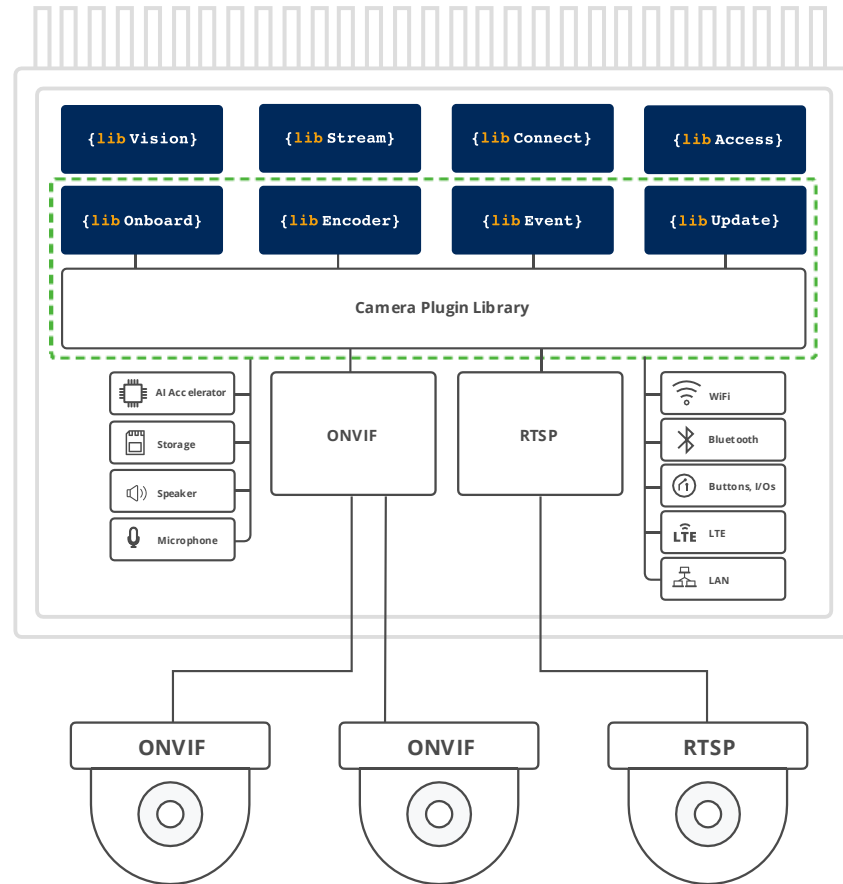 {lib Vision}
{lib Stream}
{lib Connect}
{lib Access}
{lib Onboard}
{lib Encoder}
{lib Event}
{lib Update}
Camera Plugin Library
AI Accelerator
Storage
Speaker
Microphone
ONVIF
RTSP
WiFi
Bluetooth
Buttons, I/Os
LTE LTE
LAN
ONVIF
ONVIF
RTSP